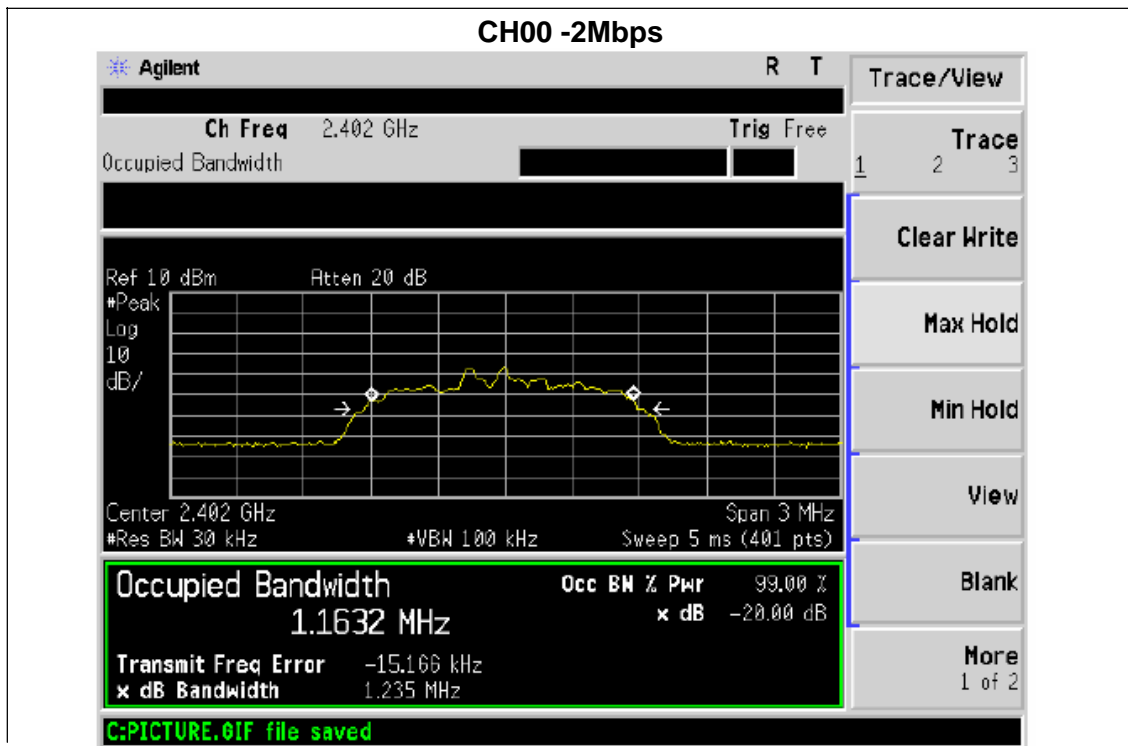 CH00 -2Mbps
Agilent R T
Trace/View
Ch Freq 2.402 GHz Trig Free
Occupied Bandwidth
Trace
1 2 3
Clear Write
Ref 10 dBm Atten 20 dB
#Peak
Log
10
dB/
Max Hold
Min Hold
View
Center 2.402 GHz Span 3 MHz
#Res BW 30 kHz #VBW 100 kHz Sweep 5 ms (401 pts)
Occupied Bandwidth Occ BW % Pwr 99.00 %
1.1632 MHz x dB -20.00 dB
Blank
Transmit Freq Error -15.166 kHz
x dB Bandwidth 1.235 MHz
More
1 of 2
C:PICTURE.GIF file saved